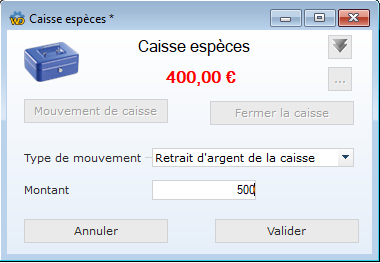 Caisse espèces *
Caisse espèces
400,00 €
...
Mouvement de caisse
Fermer la caisse
Type de mouvement
Retrait d'argent de la caisse
Montant
500
Annuler
Valider